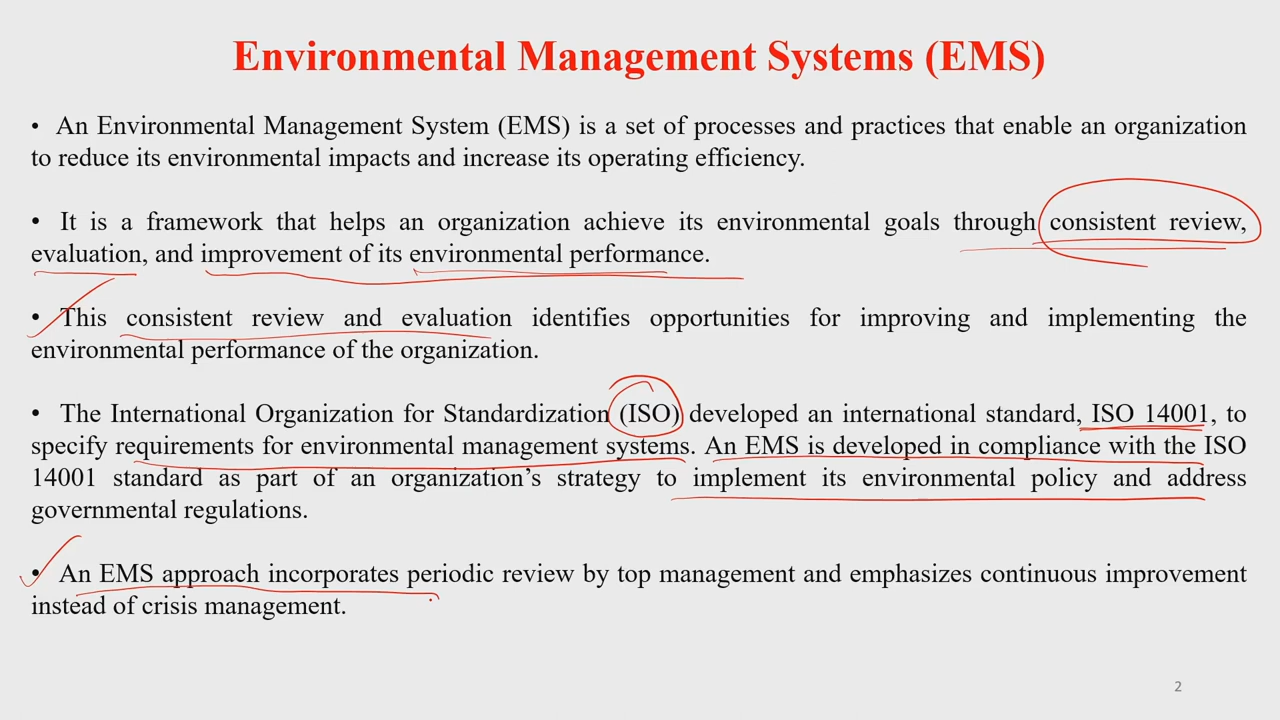 Environmental Management Systems (EMS)
• An Environmental Management System (EMS) is a set of processes and practices that enable an organization
to reduce its environmental impacts and increase its operating efficiency.
• It is a framework that helps an organization achieve its environmental goals through consistent review,
evaluation, and improvement of its environmental performance.
• This consistent review and evaluation identifies opportunities for improving and implementing the
environmental performance of the organization.
• The International Organization for Standardization (ISO) developed an international standard, ISO 14001, to
specify requirements for environmental management systems. An EMS is developed in compliance with the ISO
14001 standard as part of an organization’s strategy to implement its environmental policy and address
governmental regulations.
• An EMS approach incorporates periodic review by top management and emphasizes continuous improvement
instead of crisis management.
2